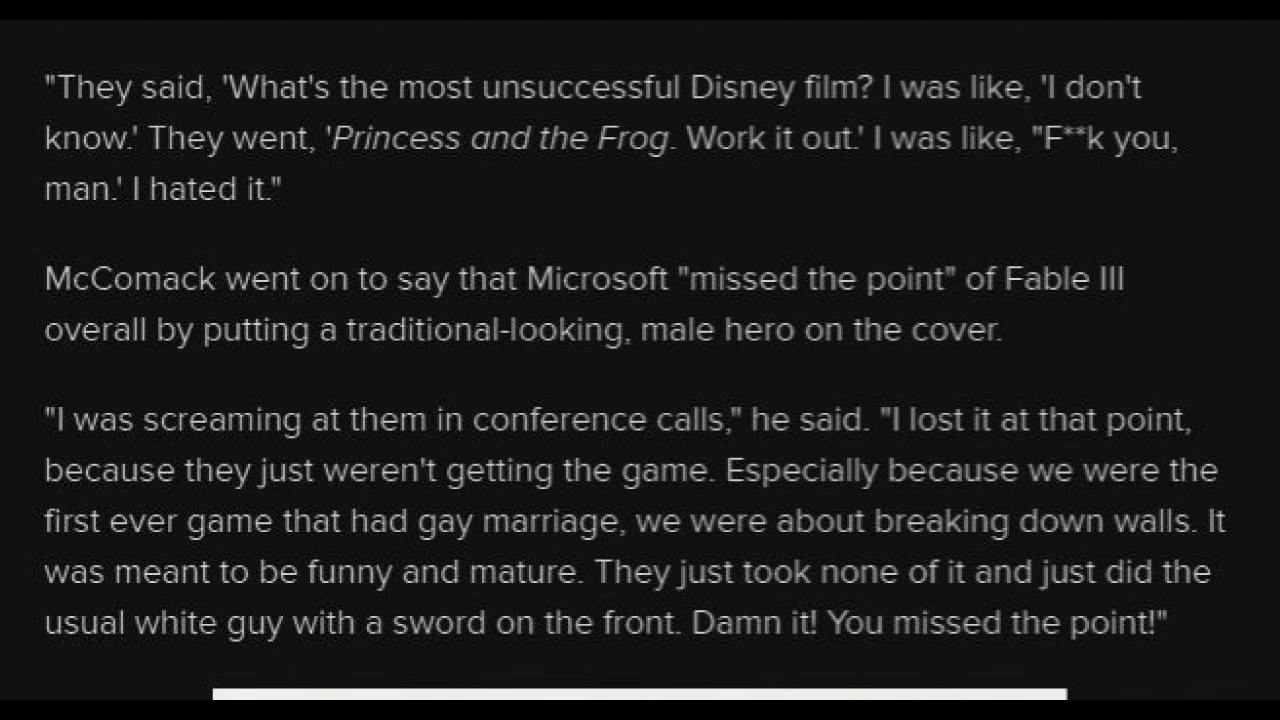 "They said, 'What's the most unsuccessful Disney film? I was like, 'I don't
know.' They went, 'Princess and the Frog. Work it out.' I was like, "F**k you,
man.' I hated it."
McComack went on to say that Microsoft "missed the point" of Fable III
overall by putting a traditional-looking, male hero on the cover.
"I was screaming at them in conference calls," he said. "I lost it at that point,
because they just weren't getting the game. Especially because we were the
first ever game that had gay marriage, we were about breaking down walls. It
was meant to be funny and mature. They just took none of it and just did the
usual white guy with a sword on the front. Damn it! You missed the point!"